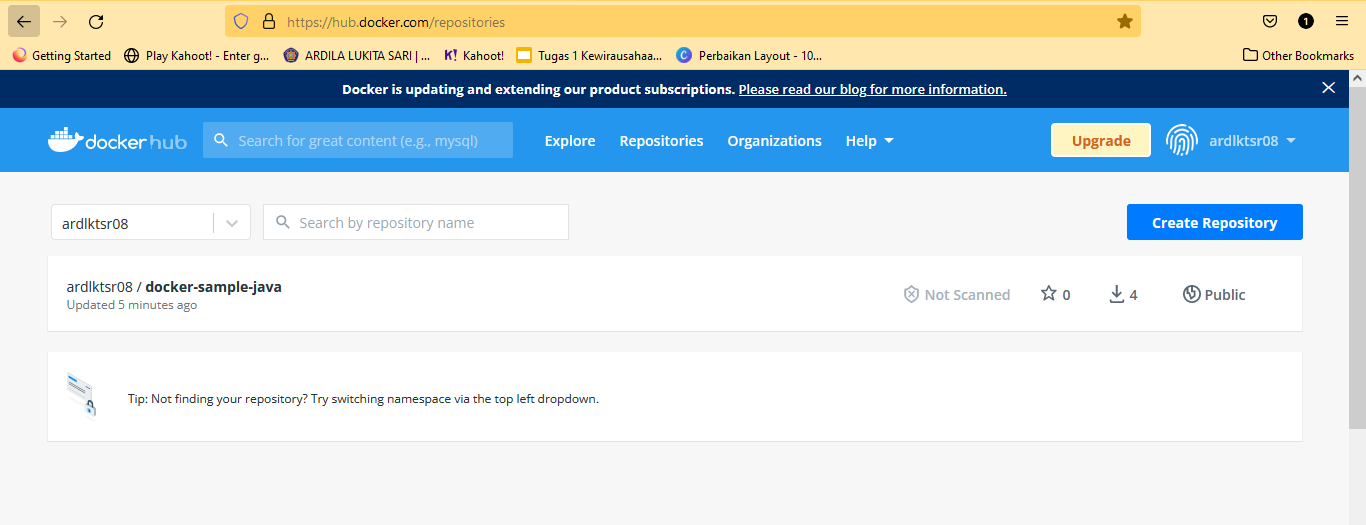 https://hub.docker.com/repositories
1
Getting Started
Play Kahoot! - Enter g...
ARDILA LUKITA SARI | ...
K! Kahoot!
Tugas 1 Kewirausahaa...
C Perbaikan Layout - 10...
Other Bookmarks
Docker is updating and extending our product subscriptions. Please read our blog for more information.
dockerhub
Search for great content (e.g., mysql)
Explore
Repositories
Organizations
Help
Upgrade
ardlktsr08
ardlktsr08
Search by repository name
Create Repository
ardlktsr08 / docker-sample-java
Updated 5 minutes ago
Not Scanned
0
4
Public
Tip: Not finding your repository? Try switching namespace via the top left dropdown.